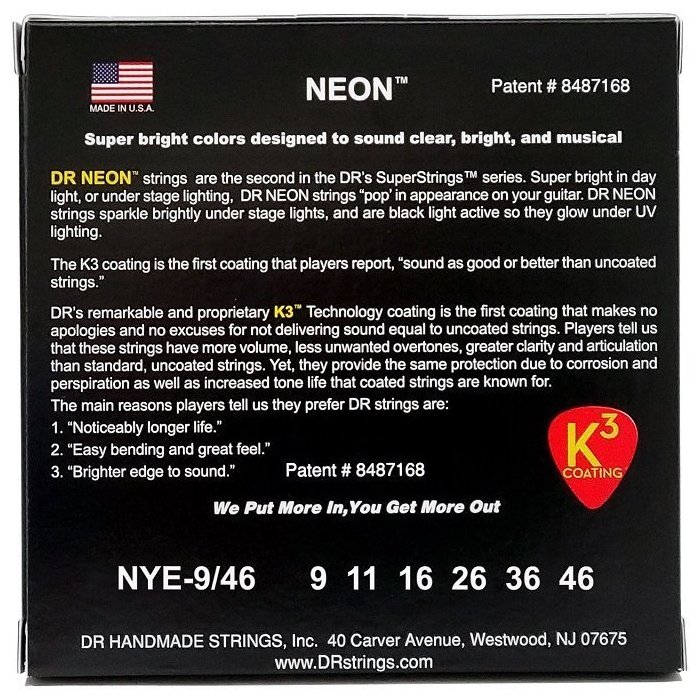 NEON™
Patent # 8487168
MADE IN U.S.A.
Super bright colors designed to sound clear, bright, and musical
DR NEON™ strings are the second in the DR's SuperStrings™ series. Super bright in day
light, or under stage lighting, DR NEON strings “pop’ in appearance on your guitar. DR NEON
strings sparkle brightly under stage lights, and are black light active so they glow under UV
lighting.
The K3 coating is the first coating that players report, “sound as good or better than uncoated
strings.”
DR's remarkable and proprietary K3™ Technology coating is the first coating that makes no
apologies and no excuses for not delivering sound equal to uncoated strings. Players tell us
that these strings have more volume, less unwanted overtones, greater clarity and articulation
than standard, uncoated strings. Yet, they provide the same protection due to corrosion and
perspiration as well as increased tone life that coated strings are known for.
The main reasons players tell us they prefer DR strings are:
1. “Noticeably longer life.”
2. “Easy bending and great feel.”
3. “Brighter edge to sound.” Patent # 8487168
K3
COATING
We Put More In,You Get More Out
NYE-9/46 9 11 16 26 36 46
DR HANDMADE STRINGS, Inc. 40 Carver Avenue, Westwood, NJ 07675
www.DRstrings.com